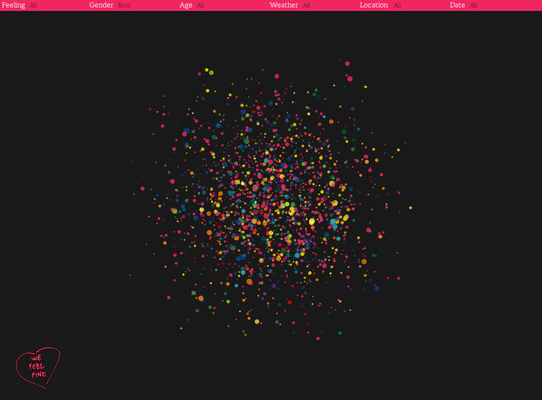 Feeling All Gender Both Age All Weather All Location All Date All
WE
FEEL
FINE